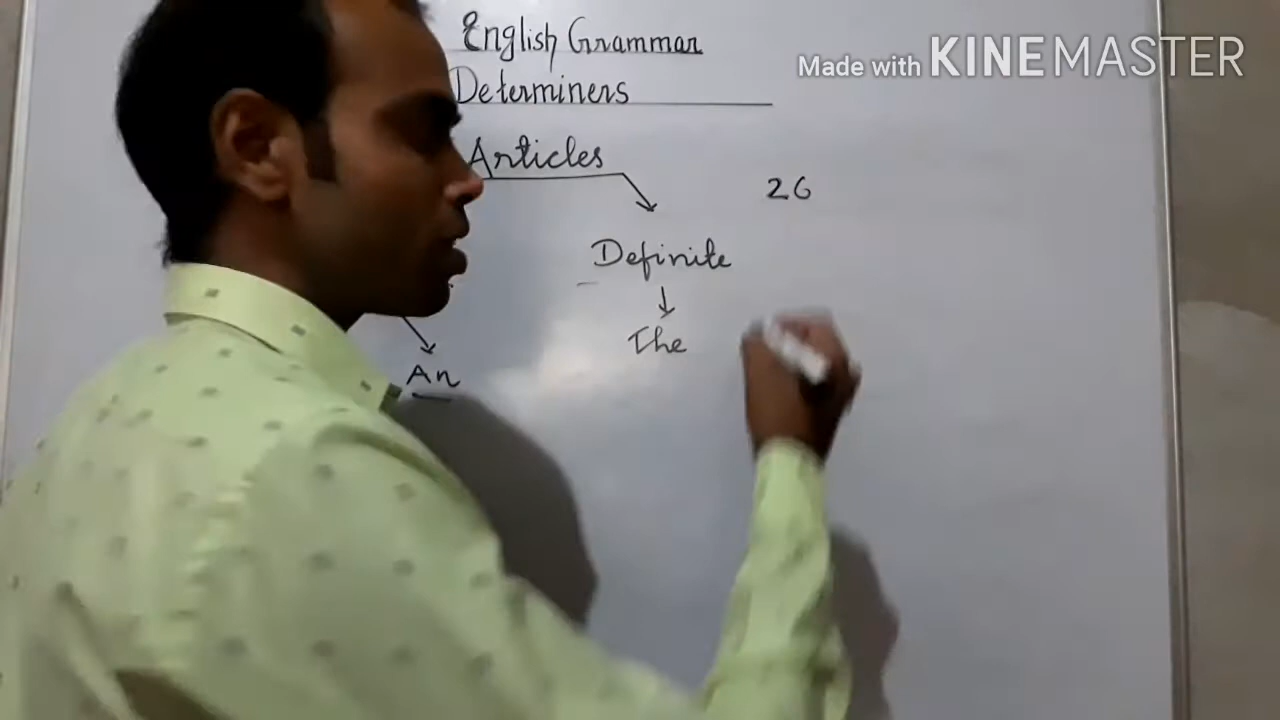 English Grammar
Made with KINEMASTER
Determiners
Articles
26
Definite
The
An